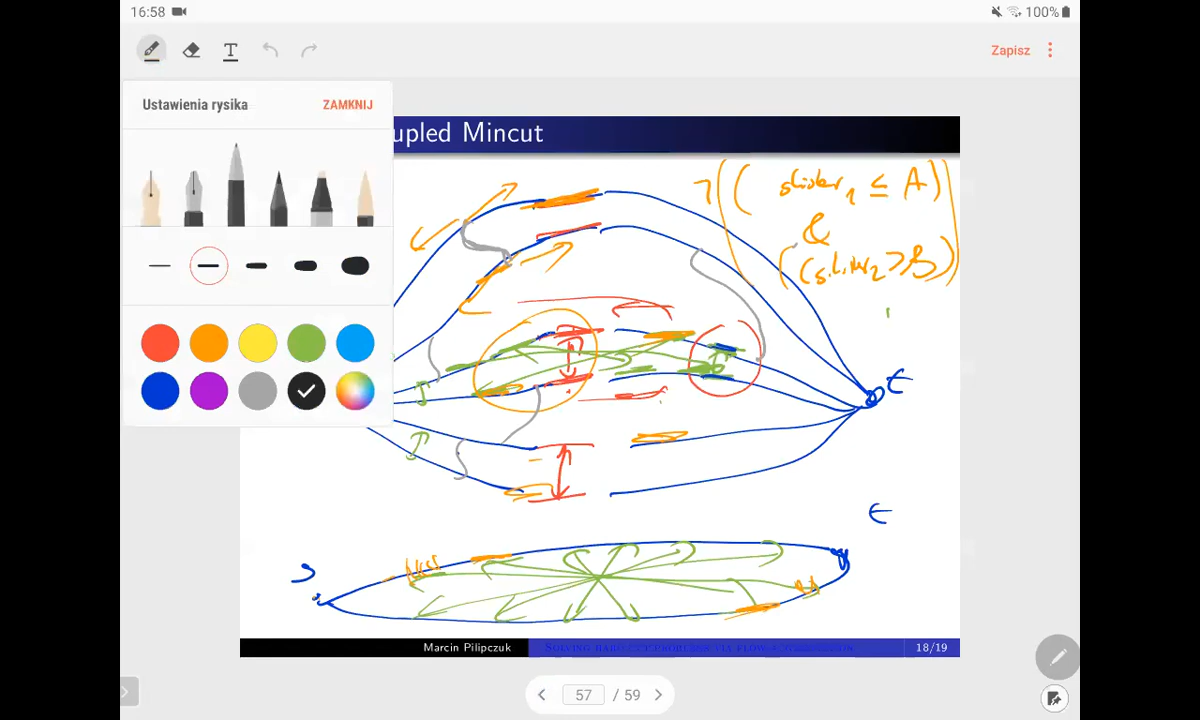 16:58
100%
T
Zapisz
Ustawienia rysika
ZAMKNIJ
upled Mincut
¬((slider₁ ≤ A)
&
(slider₂ > B))
t
t
s
Marcin Pilipczuk
18/19
57 / 59